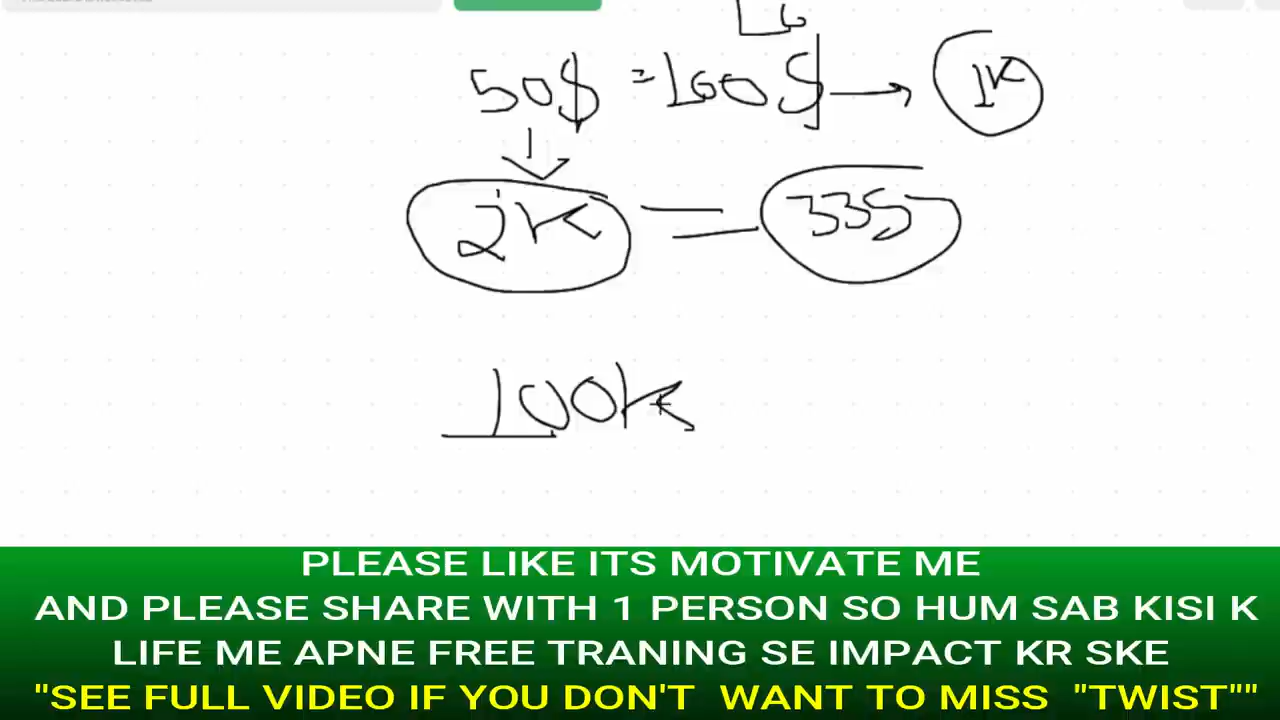 50$ = 100$ → 1K
2K = 335
100K
PLEASE LIKE ITS MOTIVATE ME
AND PLEASE SHARE WITH 1 PERSON SO HUM SAB KISI K
LIFE ME APNE FREE TRANING SE IMPACT KR SKE
"SEE FULL VIDEO IF YOU DON'T WANT TO MISS "TWIST""